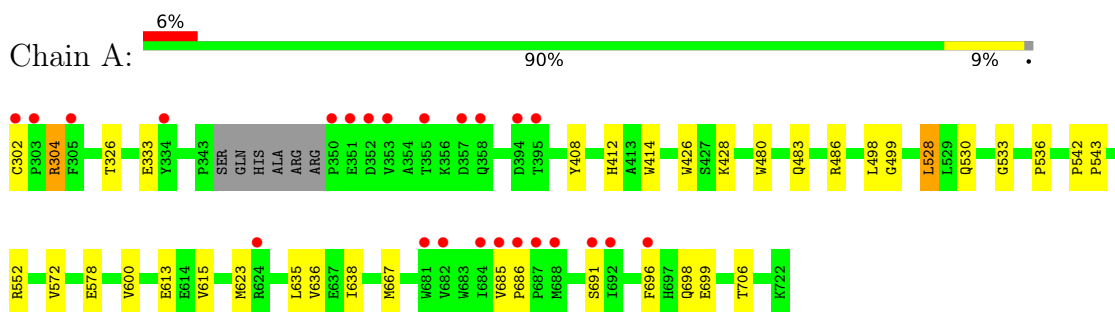 6%
Chain A:
90% 9% •
C302 P303 R304 F305 T326 E333 Y334 P343 SER GLN HIS ALA ARG ARG P350 E351 D352 V353 A354 T355 K356 D357 Q358 D394 T395 Y408 H412 A413 W414 W426 S427 K428 W480 Q483 R486 L498 G499 L528 L529 Q530 G533 P536 P542 P543
R552 V572 E578 V600 E613 E614 V615 M623 R624 L635 V636 E637 I638 M667 W681 V682 W683 I684 V685 P686 P687 M688 S691 I692 F696 H697 Q698 E699 T706 K722